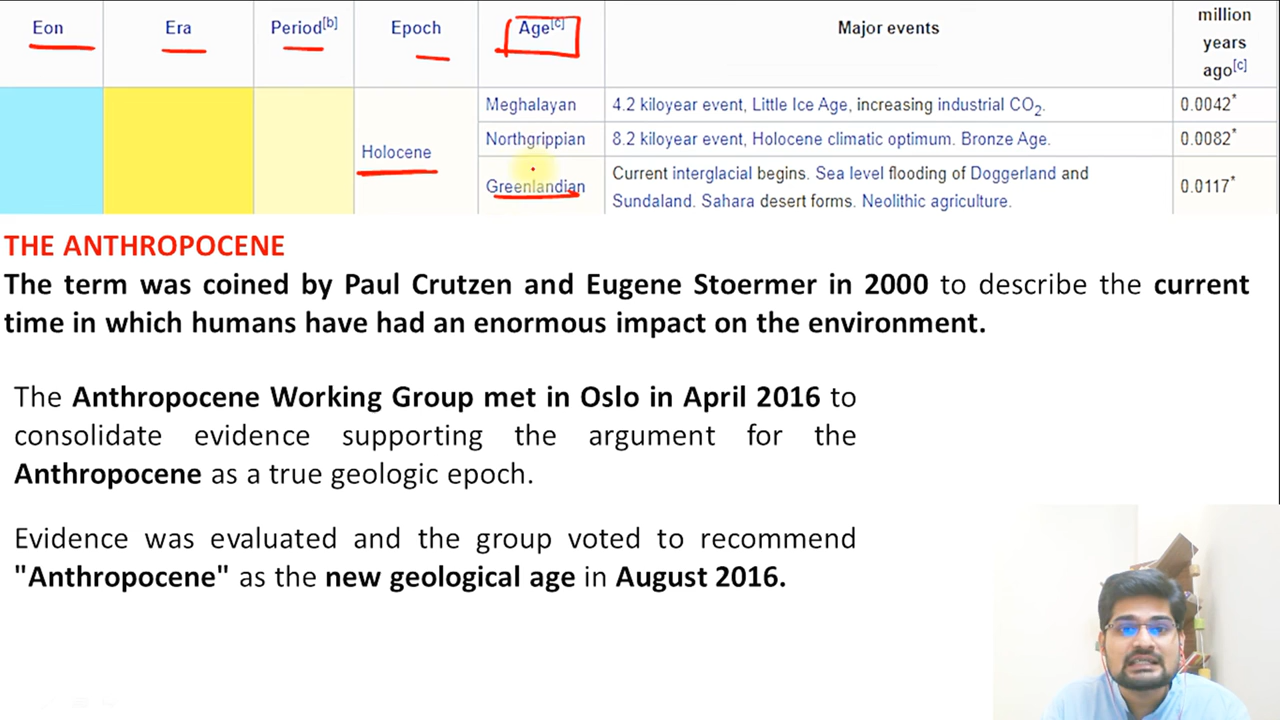 Eon Era Period[b] Epoch Age[c] Major events million years ago[c]
Holocene
Meghalayan 4.2 kiloyear event, Little Ice Age, increasing industrial CO2. 0.0042*
Northgrippian 8.2 kiloyear event, Holocene climatic optimum. Bronze Age. 0.0082*
Greenlandian Current interglacial begins. Sea level flooding of Doggerland and
Sundaland. Sahara desert forms. Neolithic agriculture. 0.0117*
THE ANTHROPOCENE
The term was coined by Paul Crutzen and Eugene Stoermer in 2000 to describe the current
time in which humans have had an enormous impact on the environment.
The Anthropocene Working Group met in Oslo in April 2016 to
consolidate evidence supporting the argument for the
Anthropocene as a true geologic epoch.
Evidence was evaluated and the group voted to recommend
"Anthropocene" as the new geological age in August 2016.